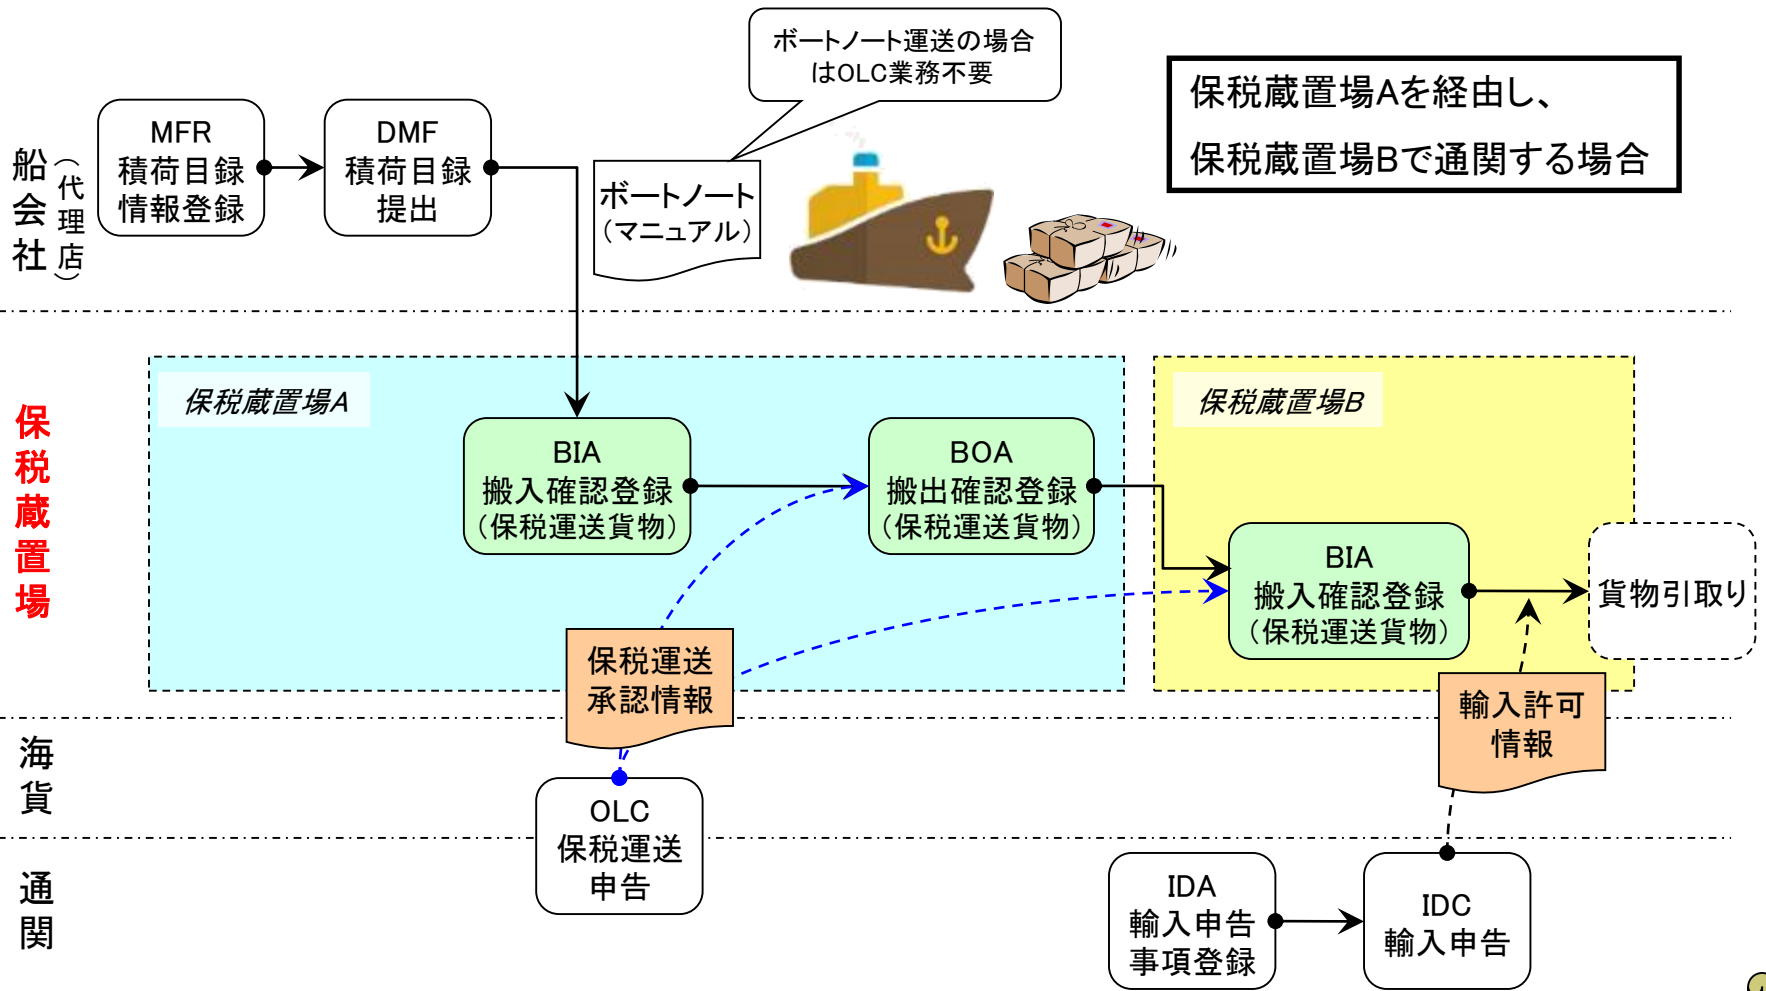 ボートノート運送の場合
はOLC業務不要
保税蔵置場Aを経由し、
保税蔵置場Bで通関する場合
船会社
（代理店）
MFR
積荷目録
情報登録
DMF
積荷目録
提出
ボートノート
（マニュアル）
保税蔵置場
保税蔵置場A
BIA
搬入確認登録
（保税運送貨物）
BOA
搬出確認登録
（保税運送貨物）
保税蔵置場B
BIA
搬入確認登録
（保税運送貨物）
貨物引取り
保税運送
承認情報
輸入許可
情報
海貨
OLC
保税運送
申告
通関
IDA
輸入申告
事項登録
IDC
輸入申告